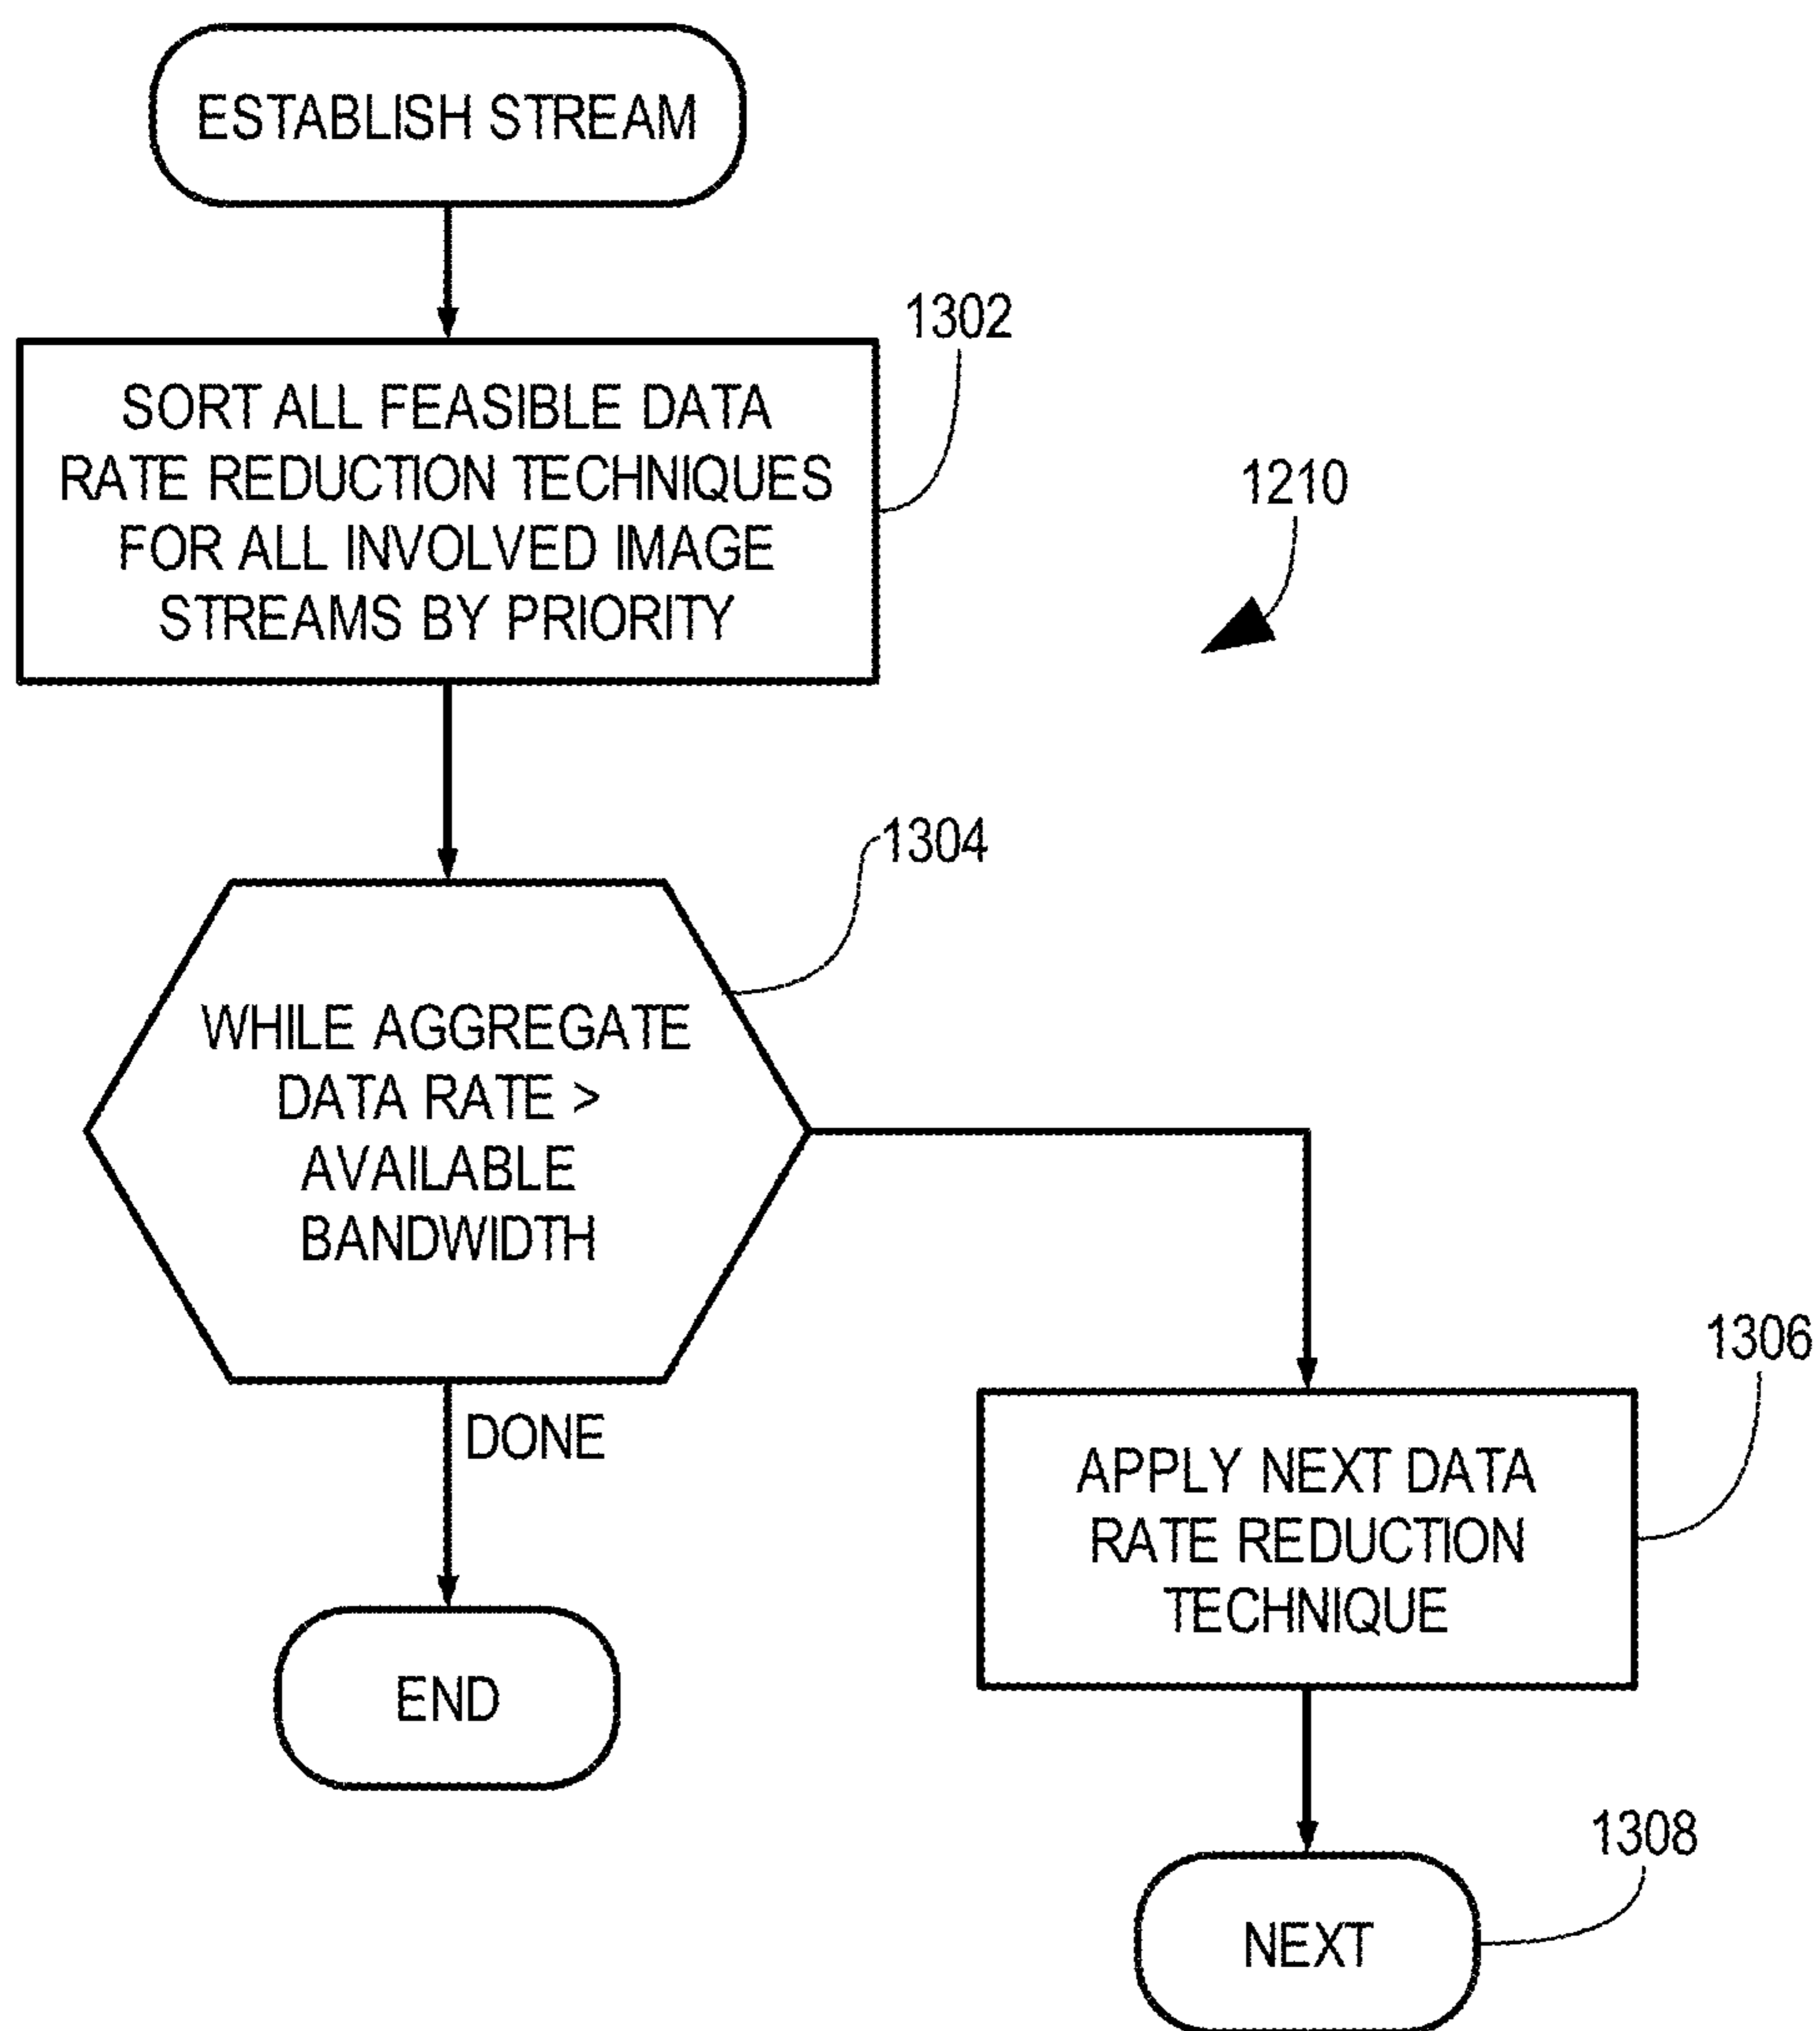 ESTABLISH STREAM
1302
SORT ALL FEASIBLE DATA
RATE REDUCTION TECHNIQUES
FOR ALL INVOLVED IMAGE
STREAMS BY PRIORITY
1210
1304
WHILE AGGREGATE
DATA RATE >
AVAILABLE
BANDWIDTH
1306
DONE
APPLY NEXT DATA
RATE REDUCTION
TECHNIQUE
END
1308
NEXT